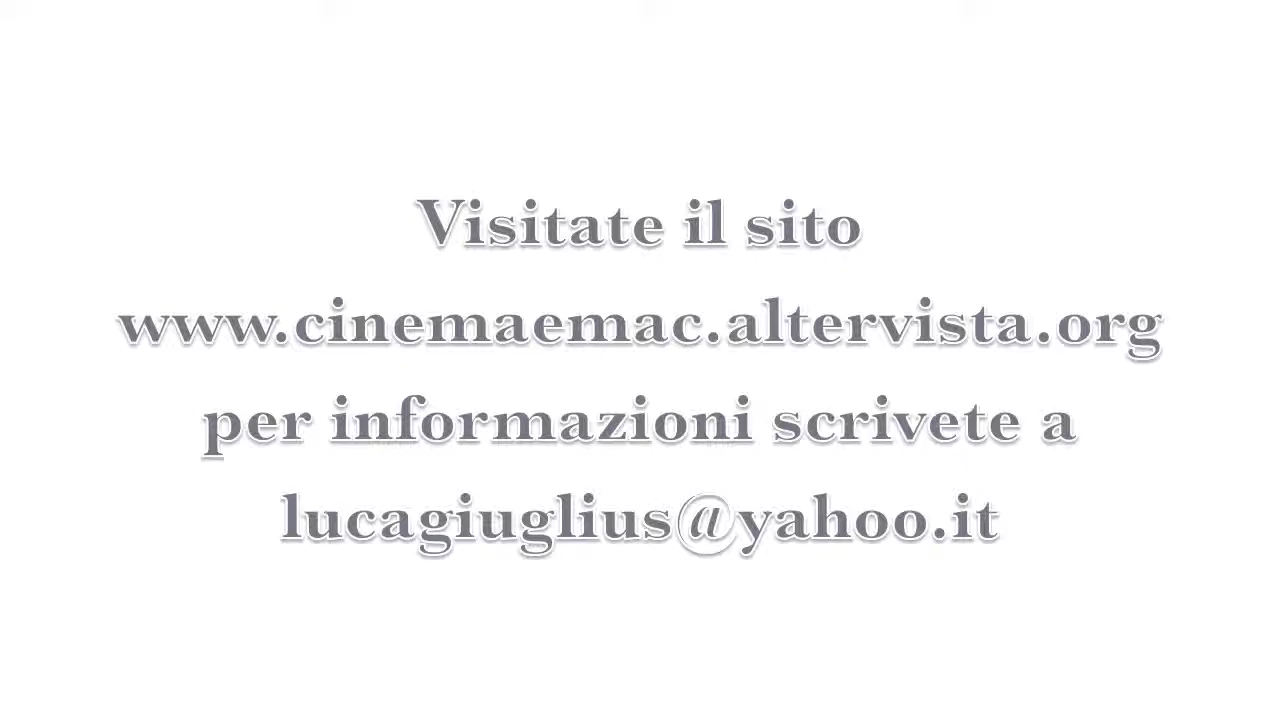 Visitate il sito
www.cinemaemac.altervista.org
per informazioni scrivete a
lucagiuglius@yahoo.it